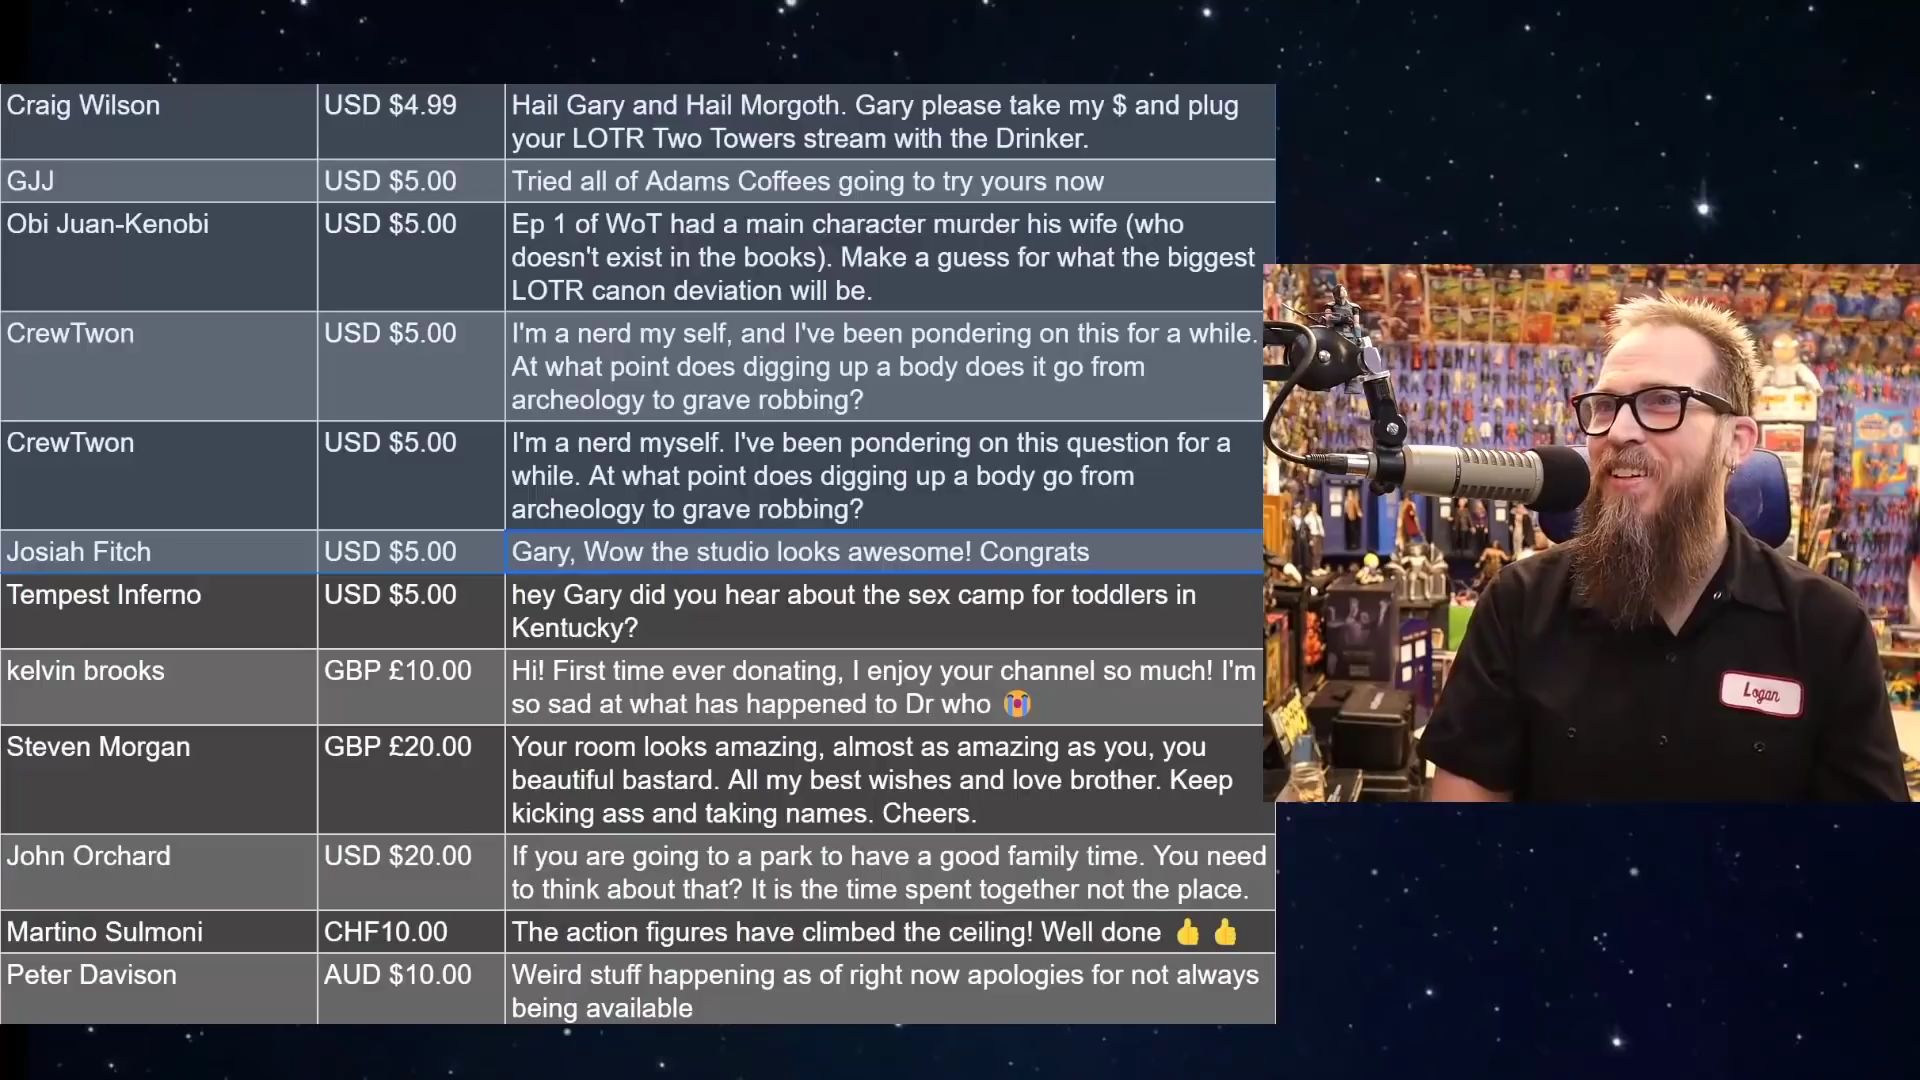 Craig Wilson USD $4.99 Hail Gary and Hail Morgoth. Gary please take my $ and plug
your LOTR Two Towers stream with the Drinker.
GJJ USD $5.00 Tried all of Adams Coffees going to try yours now
Obi Juan-Kenobi USD $5.00 Ep 1 of WoT had a main character murder his wife (who
doesn't exist in the books). Make a guess for what the biggest
LOTR canon deviation will be.
CrewTwon USD $5.00 I'm a nerd my self, and I've been pondering on this for a while.
At what point does digging up a body does it go from
archeology to grave robbing?
CrewTwon USD $5.00 I'm a nerd myself. I've been pondering on this question for a
while. At what point does digging up a body go from
archeology to grave robbing?
Josiah Fitch USD $5.00 Gary, Wow the studio looks awesome! Congrats
Tempest Inferno USD $5.00 hey Gary did you hear about the sex camp for toddlers in
Kentucky?
kelvin brooks GBP £10.00 Hi! First time ever donating, I enjoy your channel so much! I'm
so sad at what has happened to Dr who 😭
Steven Morgan GBP £20.00 Your room looks amazing, almost as amazing as you, you
beautiful bastard. All my best wishes and love brother. Keep
kicking ass and taking names. Cheers.
John Orchard USD $20.00 If you are going to a park to have a good family time. You need
to think about that? It is the time spent together not the place.
Martino Sulmoni CHF10.00 The action figures have climbed the ceiling! Well done 👍 👍
Peter Davison AUD $10.00 Weird stuff happening as of right now apologies for not always
being available
Logan